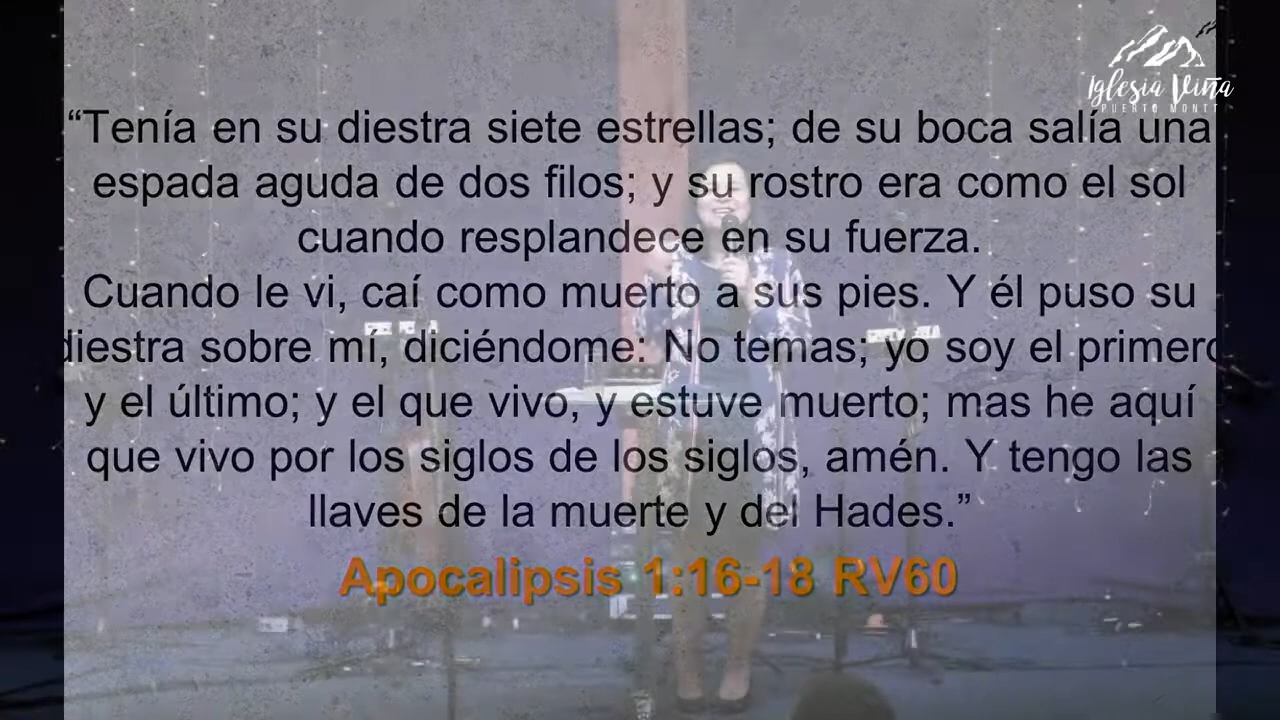 Iglesia Viña
PUERTO MONTT
“Tenía en su diestra siete estrellas; de su boca salía una
espada aguda de dos filos; y su rostro era como el sol
cuando resplandece en su fuerza.
Cuando le vi, caí como muerto a sus pies. Y él puso su
diestra sobre mí, diciéndome: No temas; yo soy el primero
y el último; y el que vivo, y estuve muerto; mas he aquí
que vivo por los siglos de los siglos, amén. Y tengo las
llaves de la muerte y del Hades.”
Apocalipsis 1:16-18 RV60